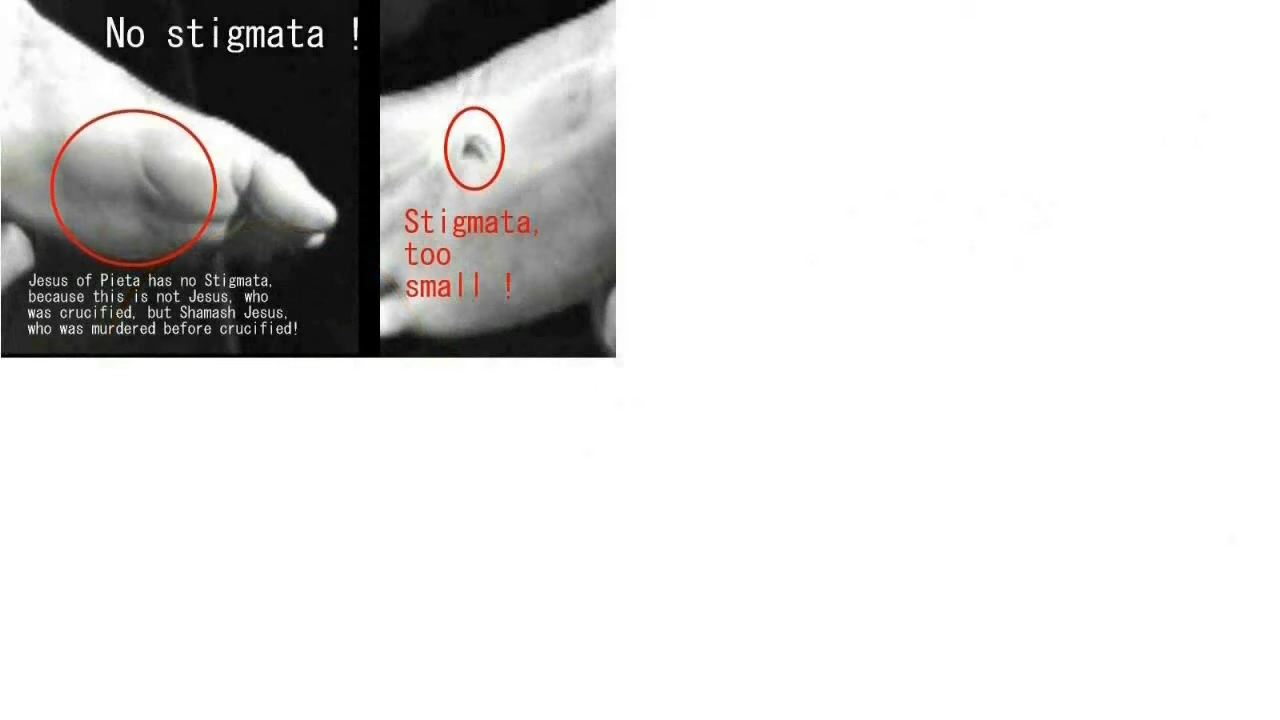 No stigmata !
Jesus of Pieta has no Stigmata,
because this is not Jesus, who
was crucified, but Shamash Jesus,
who was murdered before crucified!
Stigmata,
too
small !